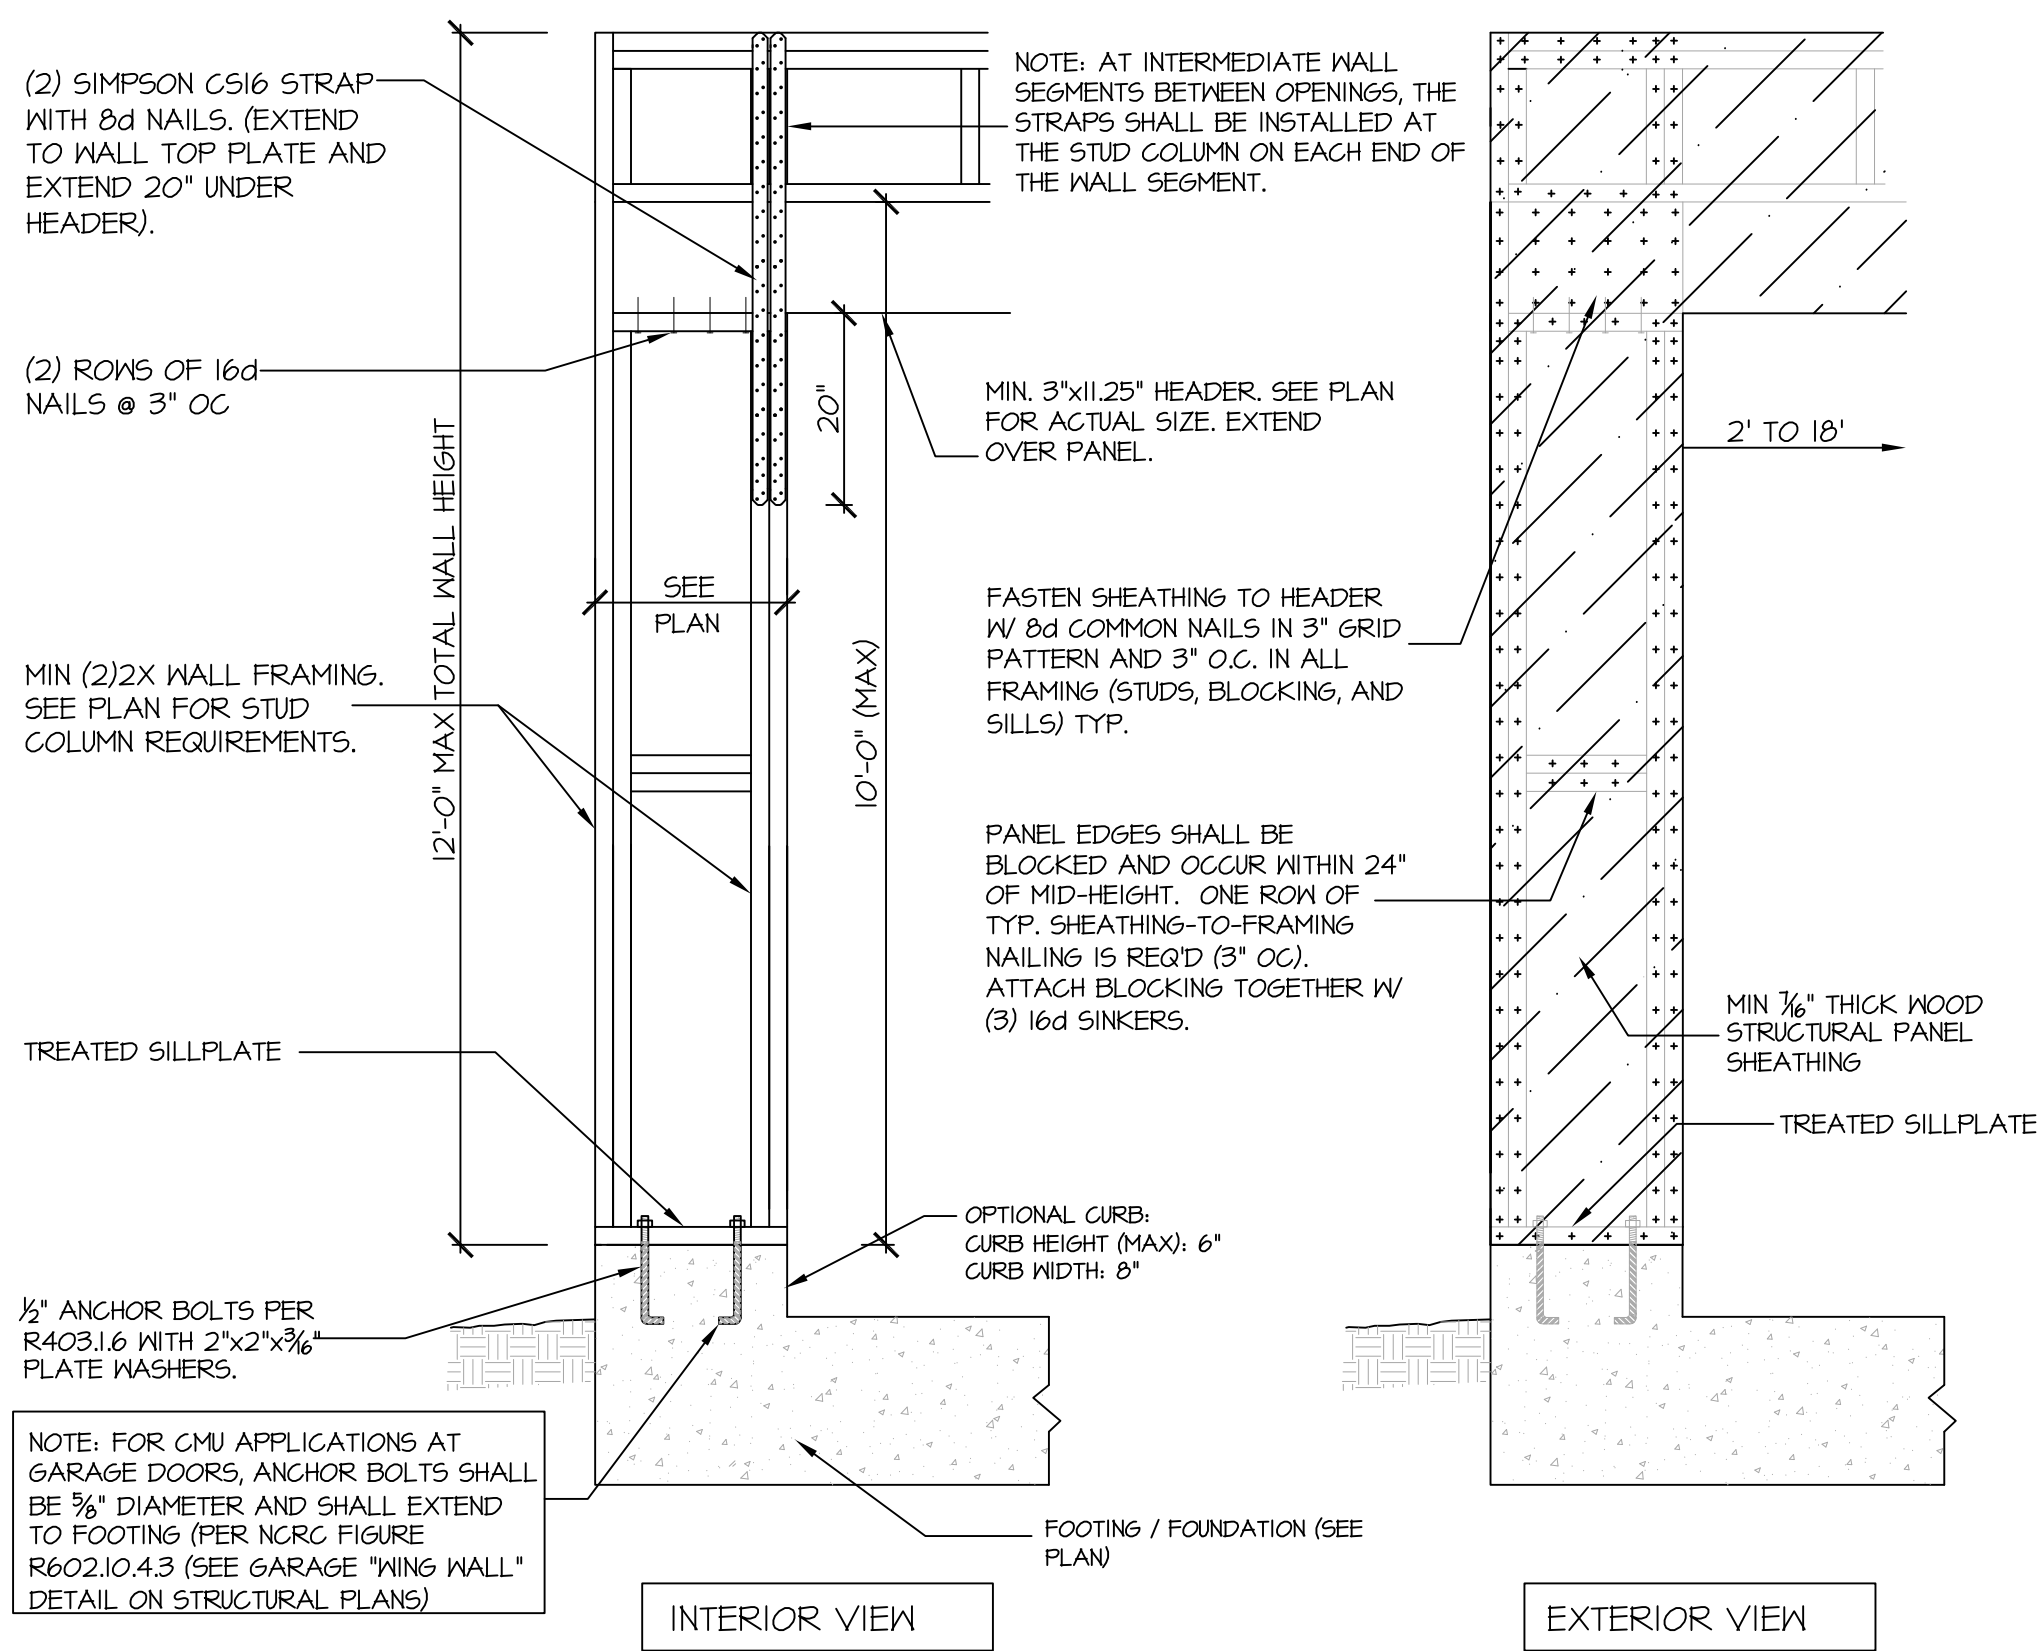 (2) SIMPSON CS16 STRAP
WITH 8d NAILS. (EXTEND
TO WALL TOP PLATE AND
EXTEND 20" UNDER
HEADER).
(2) ROWS OF 16d
NAILS @ 3" OC
MIN (2)2X WALL FRAMING.
SEE PLAN FOR STUD
COLUMN REQUIREMENTS.
TREATED SILLPLATE
1/2" ANCHOR BOLTS PER
R403.1.6 WITH 2"x2"x3/16"
PLATE WASHERS.
NOTE: FOR CMU APPLICATIONS AT
GARAGE DOORS, ANCHOR BOLTS SHALL
BE 5/8" DIAMETER AND SHALL EXTEND
TO FOOTING (PER NCRC FIGURE
R602.10.4.3 (SEE GARAGE "WING WALL"
DETAIL ON STRUCTURAL PLANS)
12'-0" MAX TOTAL WALL HEIGHT
SEE
PLAN
20"
10'-0" (MAX)
NOTE: AT INTERMEDIATE WALL
SEGMENTS BETWEEN OPENINGS, THE
STRAPS SHALL BE INSTALLED AT
THE STUD COLUMN ON EACH END OF
THE WALL SEGMENT.
MIN. 3"x11.25" HEADER. SEE PLAN
FOR ACTUAL SIZE. EXTEND
OVER PANEL.
FASTEN SHEATHING TO HEADER
W/ 8d COMMON NAILS IN 3" GRID
PATTERN AND 3" O.C. IN ALL
FRAMING (STUDS, BLOCKING, AND
SILLS) TYP.
PANEL EDGES SHALL BE
BLOCKED AND OCCUR WITHIN 24"
OF MID-HEIGHT. ONE ROW OF
TYP. SHEATHING-TO-FRAMING
NAILING IS REQ'D (3" OC).
ATTACH BLOCKING TOGETHER W/
(3) 16d SINKERS.
OPTIONAL CURB:
CURB HEIGHT (MAX): 6"
CURB WIDTH: 8"
FOOTING / FOUNDATION (SEE
PLAN)
INTERIOR VIEW
2' TO 18'
MIN 7/16" THICK WOOD
STRUCTURAL PANEL
SHEATHING
TREATED SILLPLATE
EXTERIOR VIEW